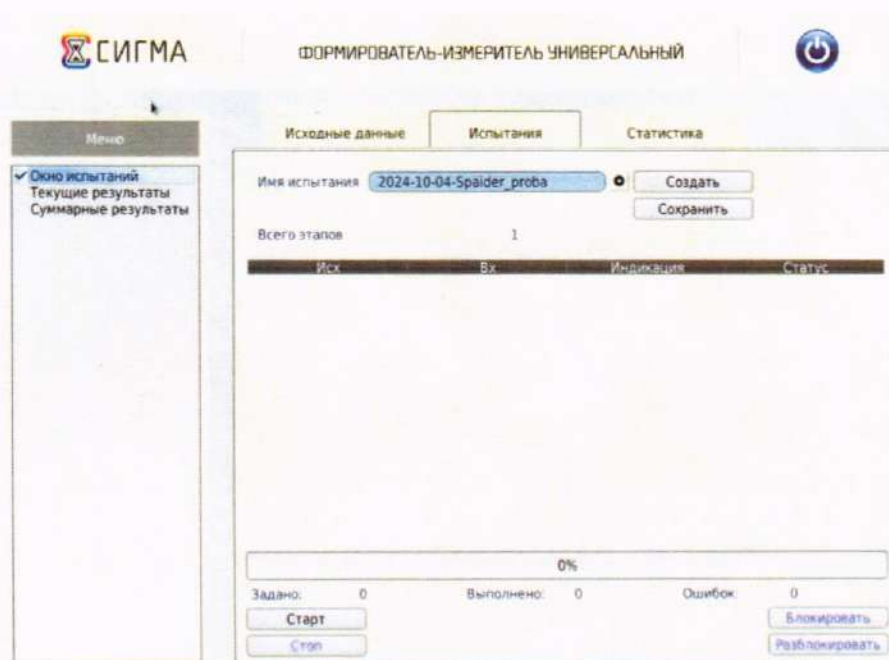 СИГМА
ФОРМИРОВАТЕЛЬ-ИЗМЕРИТЕЛЬ УНИВЕРСАЛЬНЫЙ
Меню
Исходные данные Испытания Статистика
Окно испытаний
Текущие результаты
Суммарные результаты
Имя испытания 2024-10-04-Spaider_proba Создать
Сохранить
Всего этапов 1
Исх Вх Индикация Статус
0%
Задано: 0 Выполнено: 0 Ошибок 0
Старт Блокировать
Стоп Разблокировать